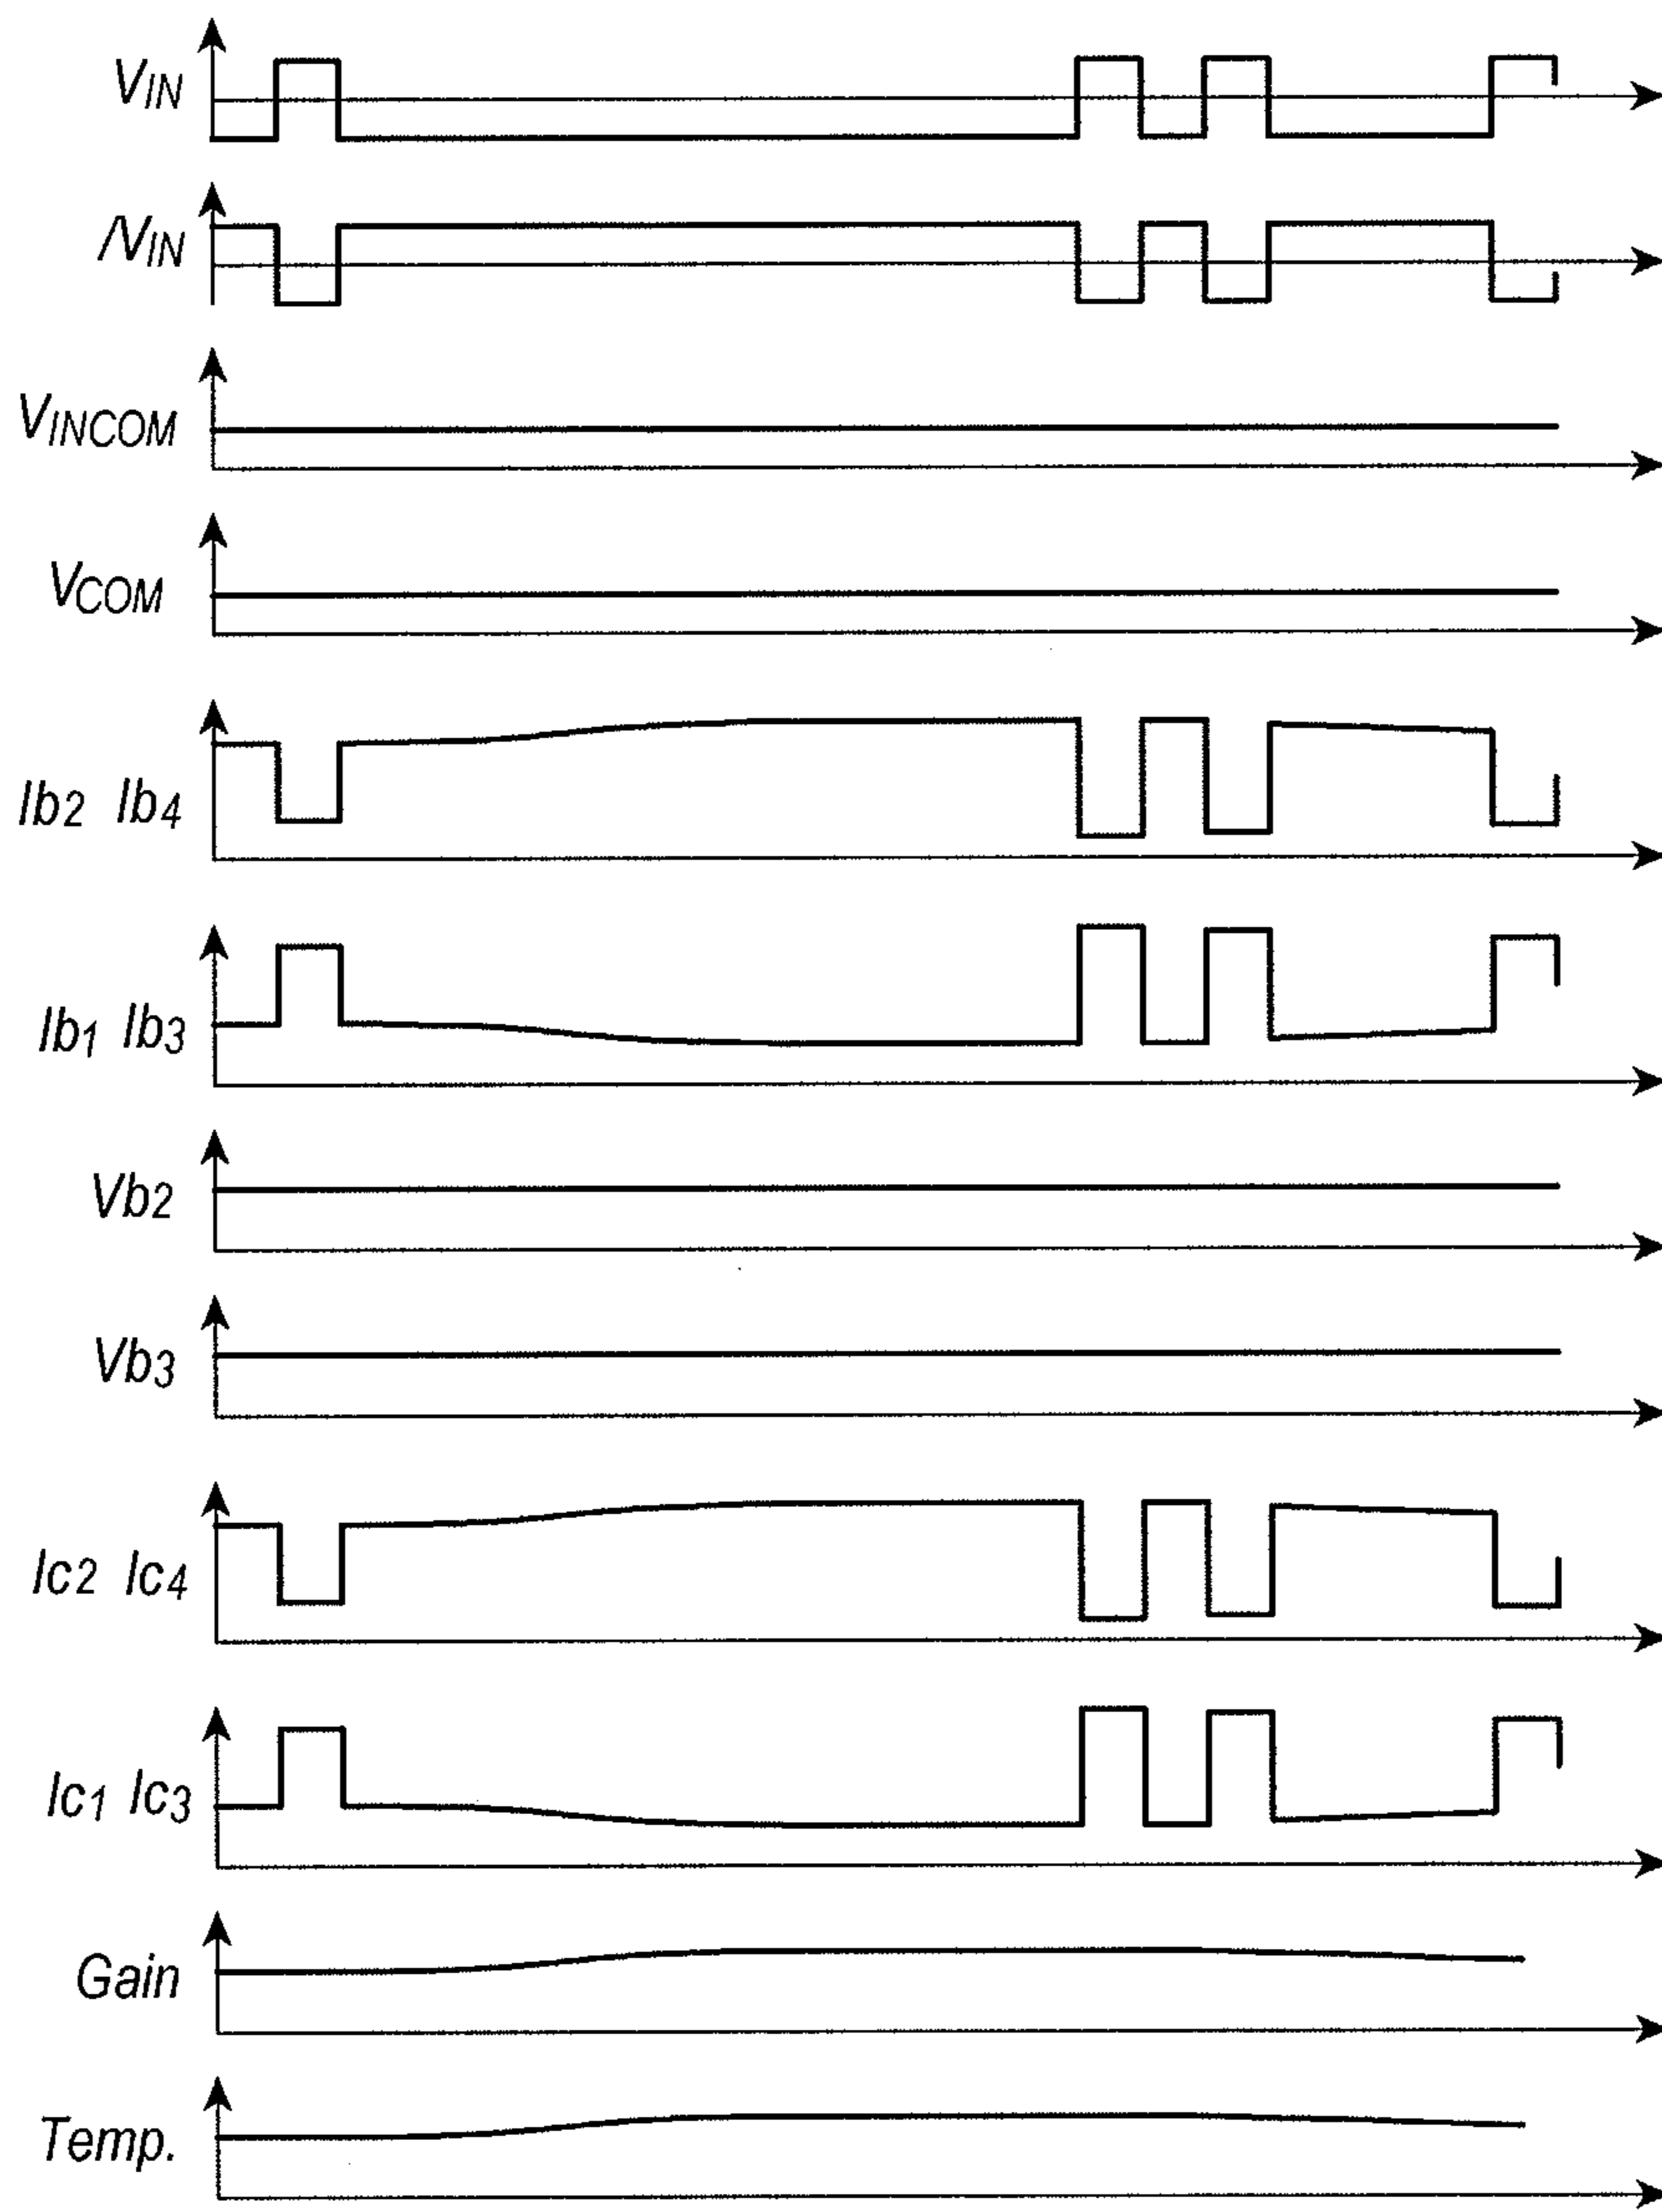 VIN
/VIN
VINCOM
VCOM
Ib2 Ib4
Ib1 Ib3
Vb2
Vb3
Ic2 Ic4
Ic1 Ic3
Gain
Temp.